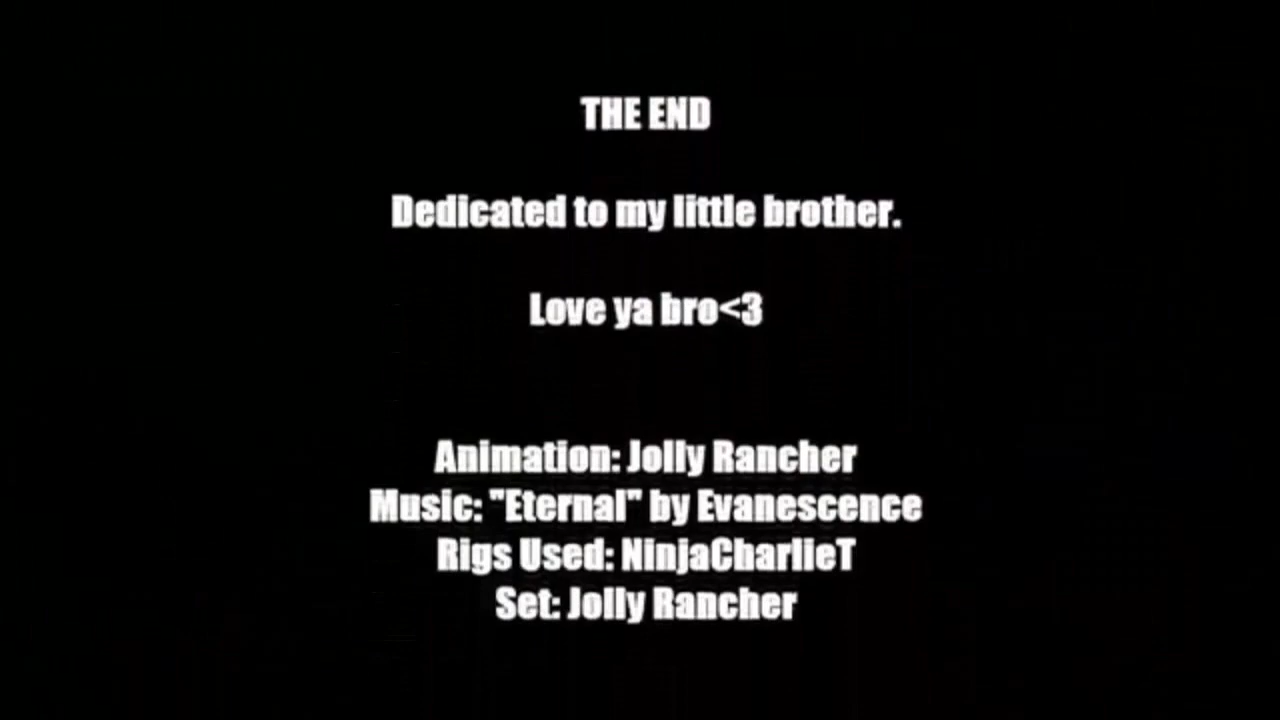 THE END
Dedicated to my little brother.
Love ya bro<3
Animation: Jolly Rancher
Music: "Eternal" by Evanescence
Rigs Used: NinjaCharlieT
Set: Jolly Rancher